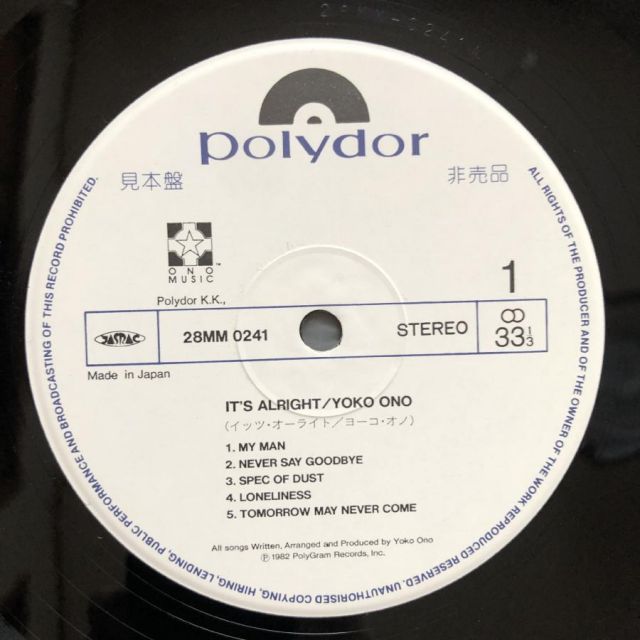 polydor
見本盤
非売品
ONO
MUSIC
™
Polydor K.K.,
1
JASRAC
28MM 0241
STEREO
33 1/3
Made in Japan
IT'S ALRIGHT/YOKO ONO
(イッツ・オーライト/ヨーコ・オノ)
1. MY MAN
2. NEVER SAY GOODBYE
3. SPEC OF DUST
4. LONELINESS
5. TOMORROW MAY NEVER COME
All songs Written, Arranged and Produced by Yoko Ono
℗ 1982 PolyGram Records, Inc.
ALL RIGHTS OF THE PRODUCER AND OF THE OWNER OF THE WORK REPRODUCED RESERVED. UNAUTHORISED COPYING, HIRING, LENDING, PUBLIC PERFORMANCE AND BROADCASTING OF THIS RECORD PROHIBITED.